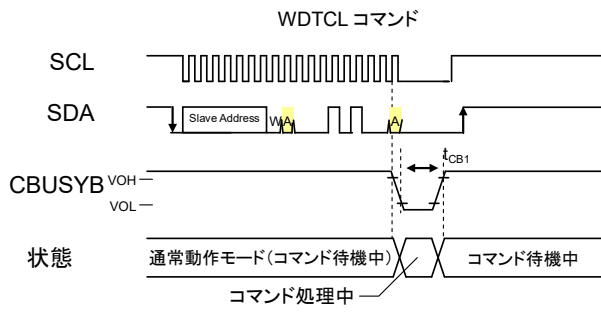 WDTCL コマンド
SCL
SDA
Slave Address
W
A
A
tCB1
CBUSYB
VOH
VOL
状態
通常動作モード(コマンド待機中)
コマンド待機中
コマンド処理中